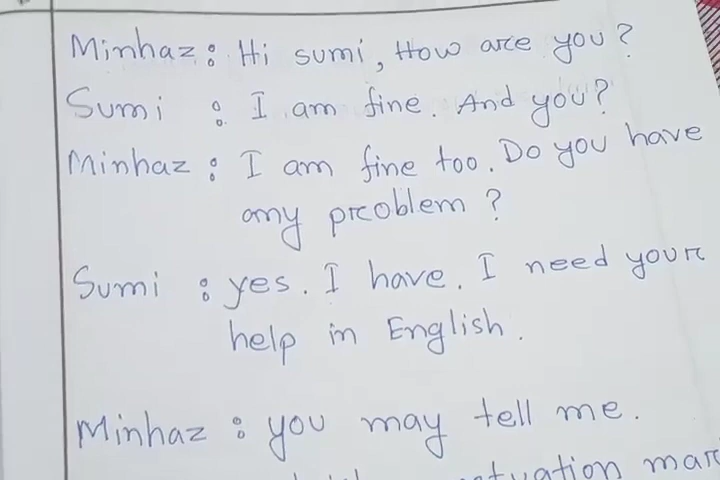 Minhaz : Hi sumi, How are you?
Sumi : I am fine. And you?
Minhaz : I am fine too. Do you have
any problem ?
Sumi : yes. I have. I need your
help in English.
Minhaz : you may tell me.